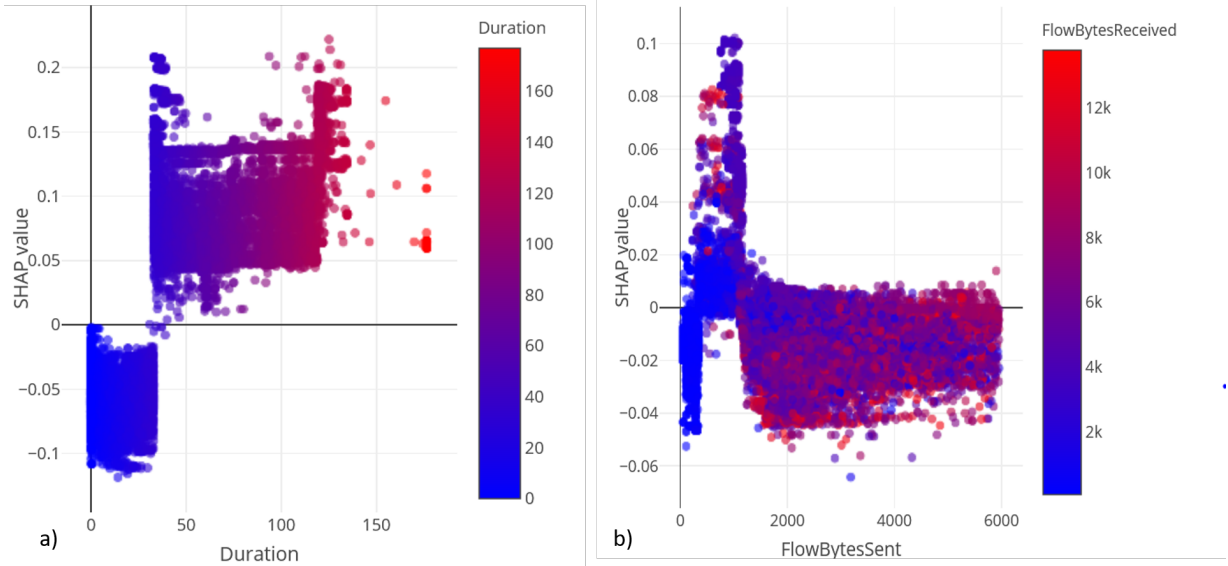 Duration
0.2
0.15
0.1
0.05
0
−0.05
−0.1
SHAP value
0
50
100
150
Duration
160
140
120
100
80
60
40
20
0
a)
FlowBytesReceived
0.1
0.08
0.06
0.04
0.02
0
−0.02
−0.04
−0.06
SHAP value
0
2000
4000
6000
FlowBytesSent
12k
10k
8k
6k
4k
2k
b)